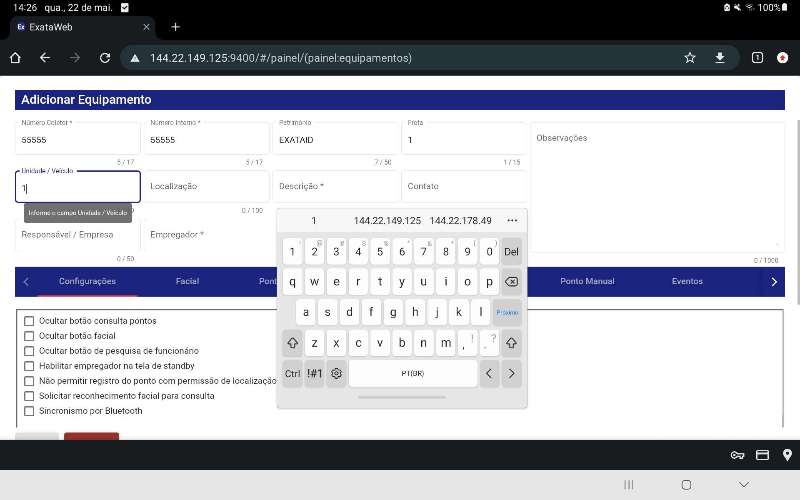 14:26 qua., 22 de mai.
100%
Ex ExataWeb
144.22.149.125:9400/#/painel/(painel:equipamentos)
1
Adicionar Equipamento
Número Coletor * Número Interno * Patrimônio Frota
55555 55555 EXATAID 1 Observações
5 / 17 5 / 17 7 / 50 1 / 15
Unidade / Veículo
1 Localização Descrição * Contato
Informe o campo Unidade / Veículo 0 / 100
Responsável / Empresa Empregador *
0 / 50 0 / 1000
Configurações Facial Pont Ponto Manual Eventos
Ocultar botão consulta pontos
Ocultar botão facial
Ocultar botão de pesquisa de funcionário
Habilitar empregador na tela de standby
Não permitir registro do ponto com permissão de localização
Solicitar reconhecimento facial para consulta
Sincronismo por Bluetooth
1 144.22.149.125 144.22.178.49 ...
1 2 3 4 5 6 7 8 9 0 Del
q w e r t y u i o p
a s d f g h j k l Próximo
z x c v b n m , ! . ?
Ctrl !#1 PT(BR)